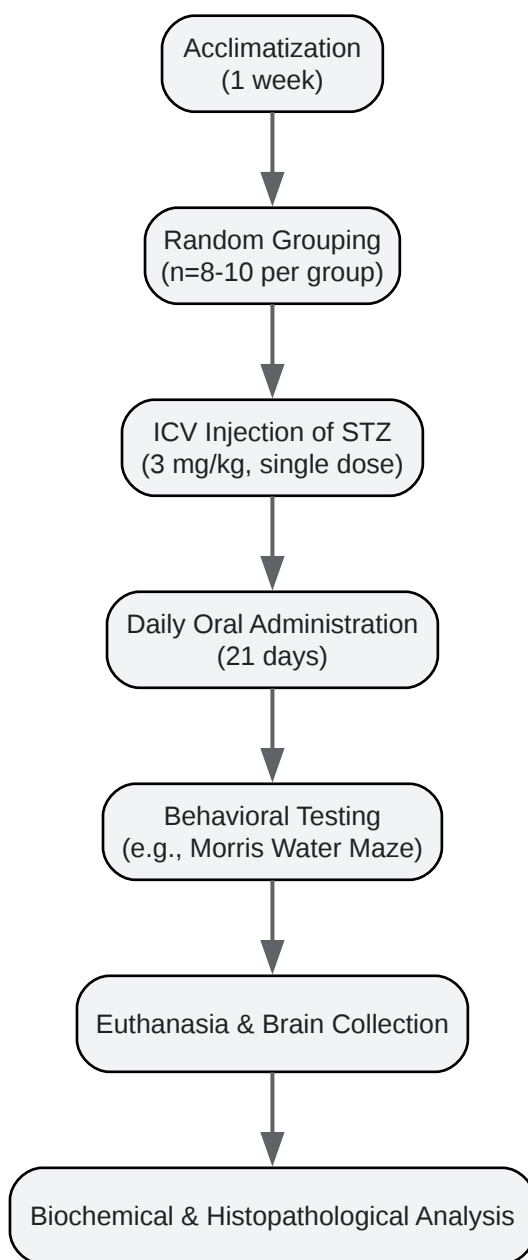 Acclimatization
(1 week)
Random Grouping
(n=8-10 per group)
ICV Injection of STZ
(3 mg/kg, single dose)
Daily Oral Administration
(21 days)
Behavioral Testing
(e.g., Morris Water Maze)
Euthanasia & Brain Collection
Biochemical & Histopathological Analysis